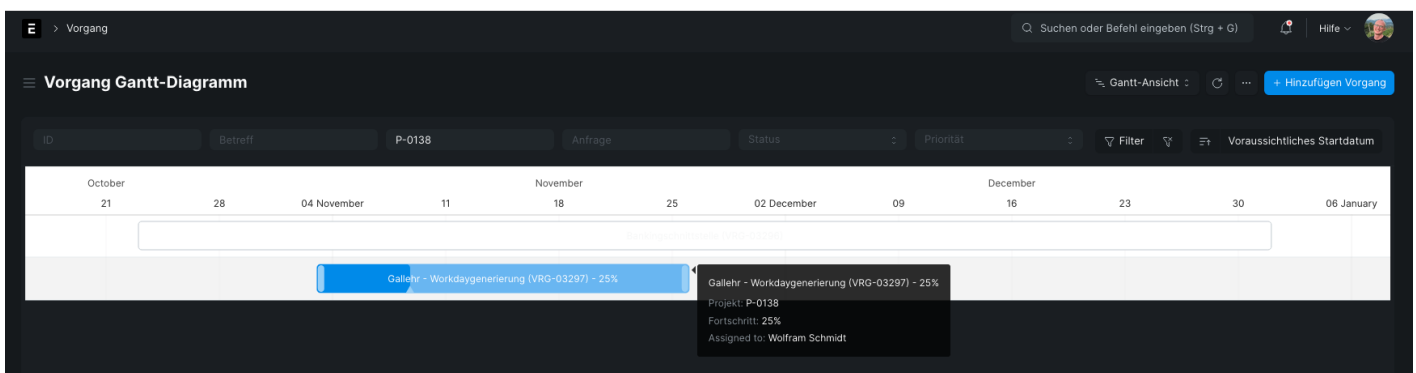 E > Vorgang
Suchen oder Befehl eingeben (Strg + G)
Hilfe
Vorgang Gantt-Diagramm
Gantt-Ansicht
...
+ Hinzufügen Vorgang
ID
Betreff
P-0138
Anfrage
Status
Priorität
Filter
Voraussichtliches Startdatum
October
November
December
21
28
04 November
11
18
25
02 December
09
16
23
30
06 January
Gallehr - Workdaygenerierung (VRG-03297) - 25%
Gallehr - Workdaygenerierung (VRG-03297) - 25%
Projekt: P-0138
Fortschritt: 25%
Assigned to: Wolfram Schmidt